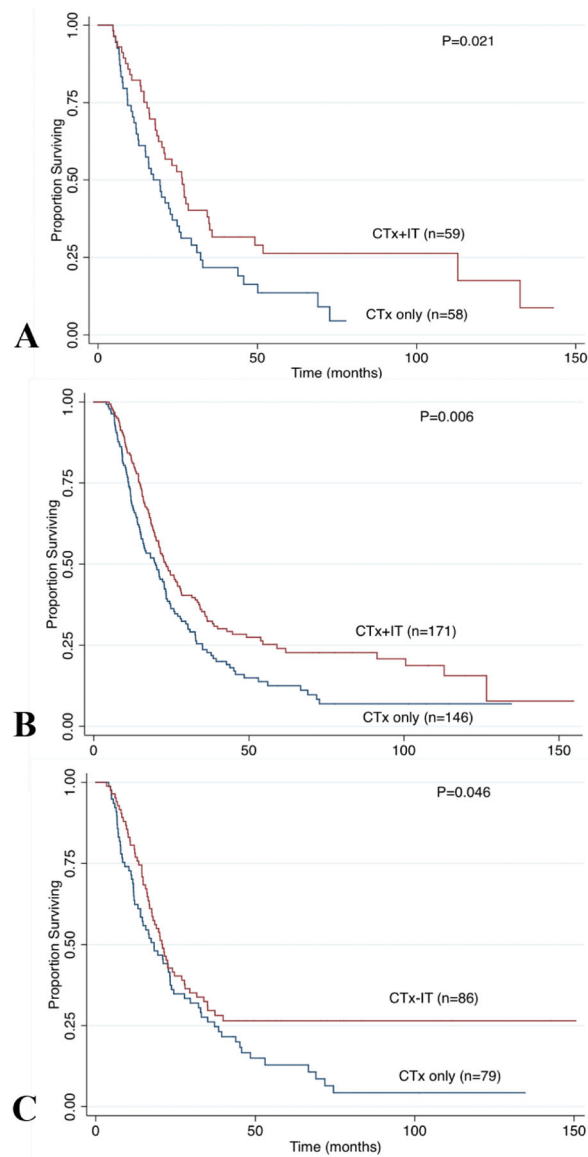 1.00
P=0.021
0.75
Proportion Surviving
0.50
CTx+IT (n=59)
0.25
CTx only (n=58)
0.00
A
0 50 100 150
Time (months)
1.00
P=0.006
0.75
Proportion Surviving
0.50
CTx+IT (n=171)
0.25
CTx only (n=146)
0.00
B
0 50 100 150
1.00
P=0.046
0.75
Proportion Surviving
0.50
CTx-IT (n=86)
0.25
CTx only (n=79)
0.00
C
0 50 100 150
Time (months)